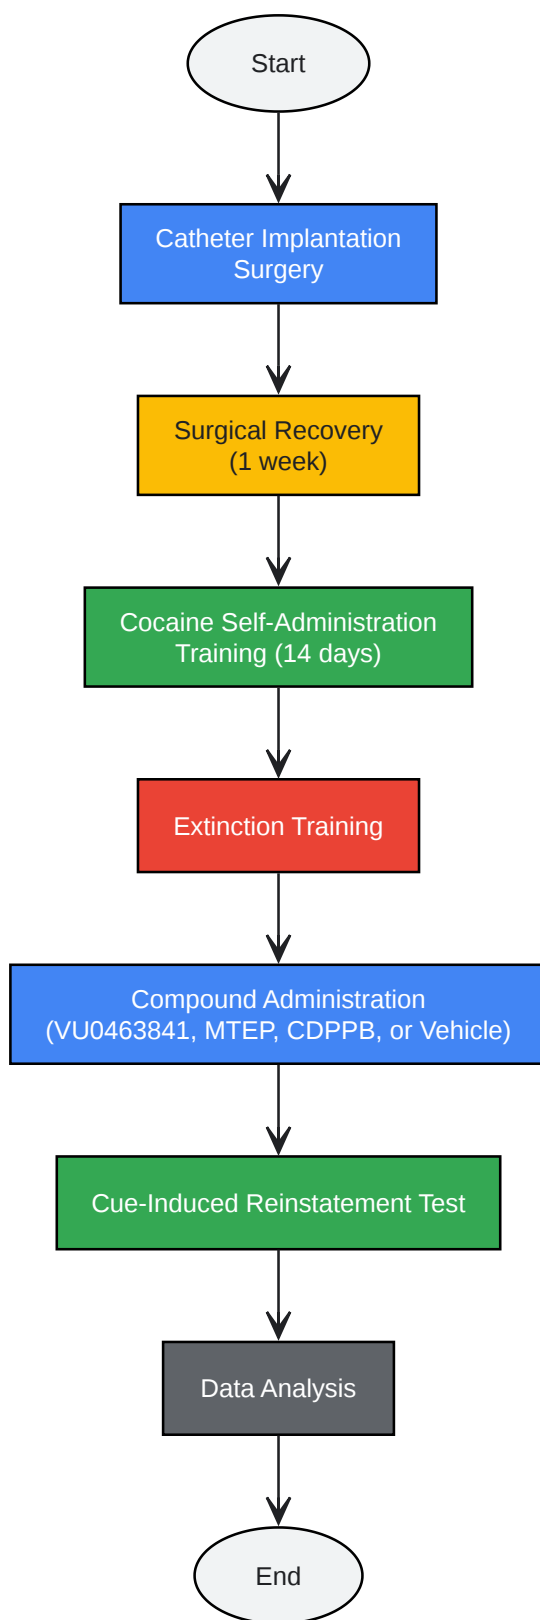 Start
Catheter Implantation
Surgery
Surgical Recovery
(1 week)
Cocaine Self-Administration
Training (14 days)
Extinction Training
Compound Administration
(VU0463841, MTEP, CDPPB, or Vehicle)
Cue-Induced Reinstatement Test
Data Analysis
End